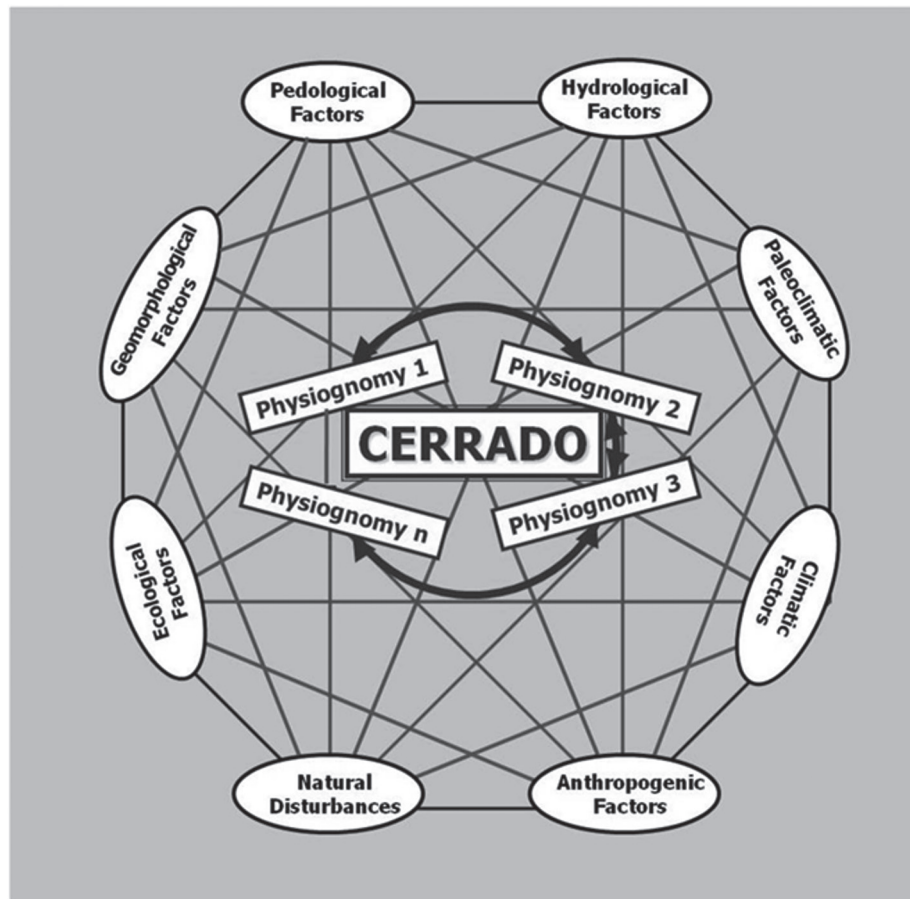 Pedological
Factors
Hydrological
Factors
Geomorphological
Factors
Paleoclimatic
Factors
Physiognomy 1
Physiognomy 2
CERRADO
Physiognomy n
Physiognomy 3
Ecological
Factors
Climatic
Factors
Natural
Disturbances
Anthropogenic
Factors